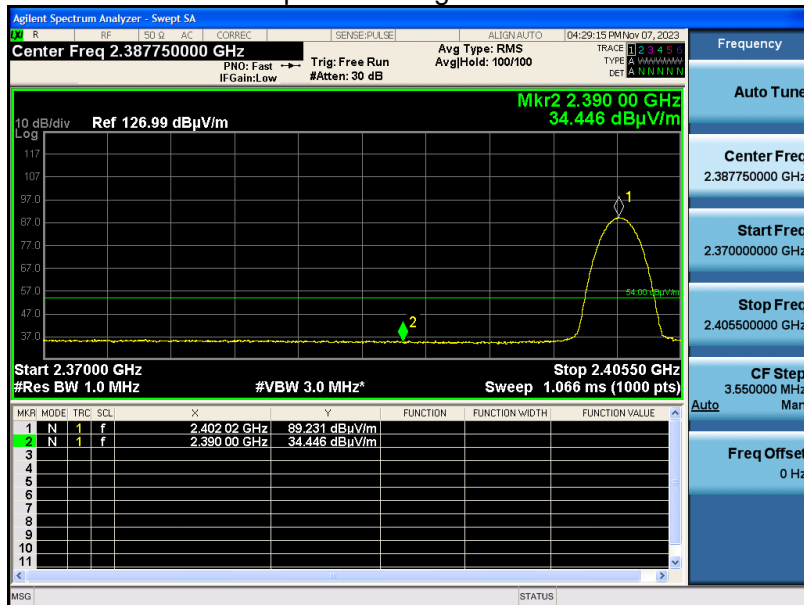 Agilent Spectrum Analyzer - Swept SA
LXI R RF 50 Ω AC CORREC SENSE:PULSE ALIGNAUTO 04:29:15 PM Nov 07, 2023
Center Freq 2.387750000 GHz
PNO: Fast
IFGain:Low
Trig: Free Run
#Atten: 30 dB
Avg Type: RMS
Avg|Hold: 100/100
TRACE 1 2 3 4 5 6
TYPE A WWWWW
DET A N N N N N
Mkr2 2.390 00 GHz
34.446 dBµV/m
10 dB/div Ref 126.99 dBµV/m
Log
117
107
97.0
87.0
77.0
67.0
57.0
47.0
37.0
1
2
54.00 dBµV/m
Start 2.37000 GHz Stop 2.40550 GHz
#Res BW 1.0 MHz #VBW 3.0 MHz* Sweep 1.066 ms (1000 pts)
MKR MODE TRC SCL X Y FUNCTION FUNCTION WIDTH FUNCTION VALUE
1 N 1 f 2.402 02 GHz 89.231 dBµV/m
2 N 1 f 2.390 00 GHz 34.446 dBµV/m
3
4
5
6
7
8
9
10
11
MSG STATUS
Frequency
Auto Tune
Center Freq
2.387750000 GHz
Start Freq
2.370000000 GHz
Stop Freq
2.405500000 GHz
CF Step
3.550000 MHz
Auto Man
Freq Offset
0 Hz